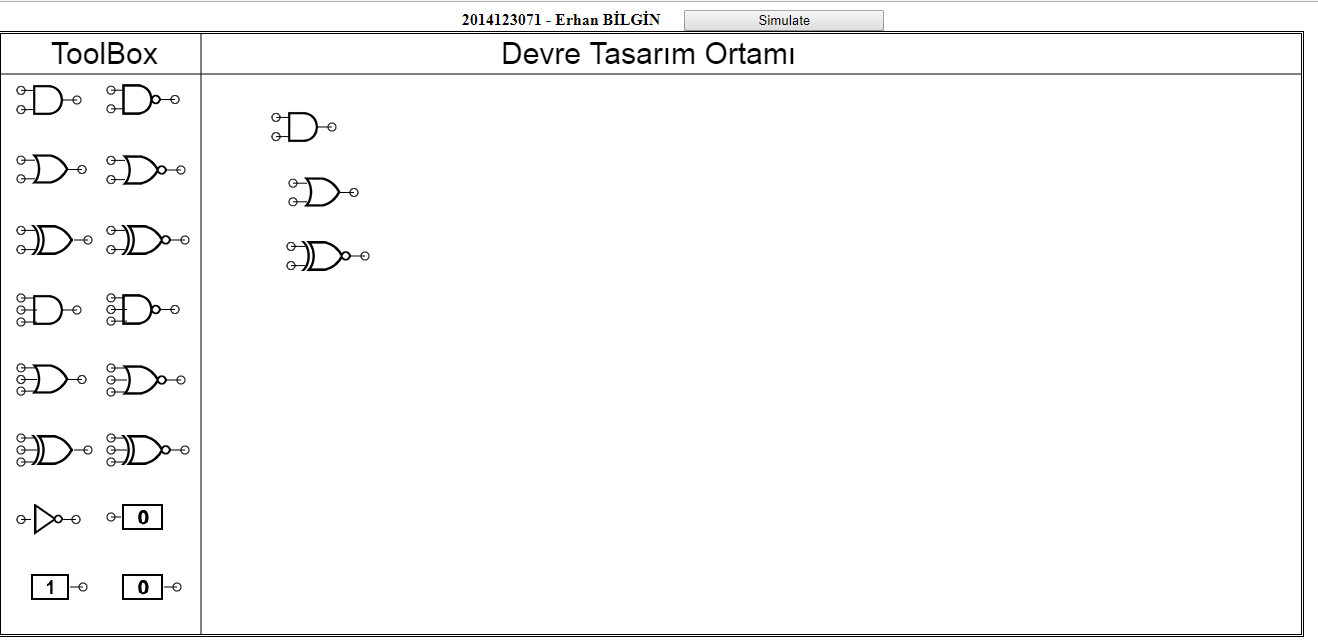 2014123071 - Erhan BİLGİN Simulate
ToolBox Devre Tasarım Ortamı
0
1 0